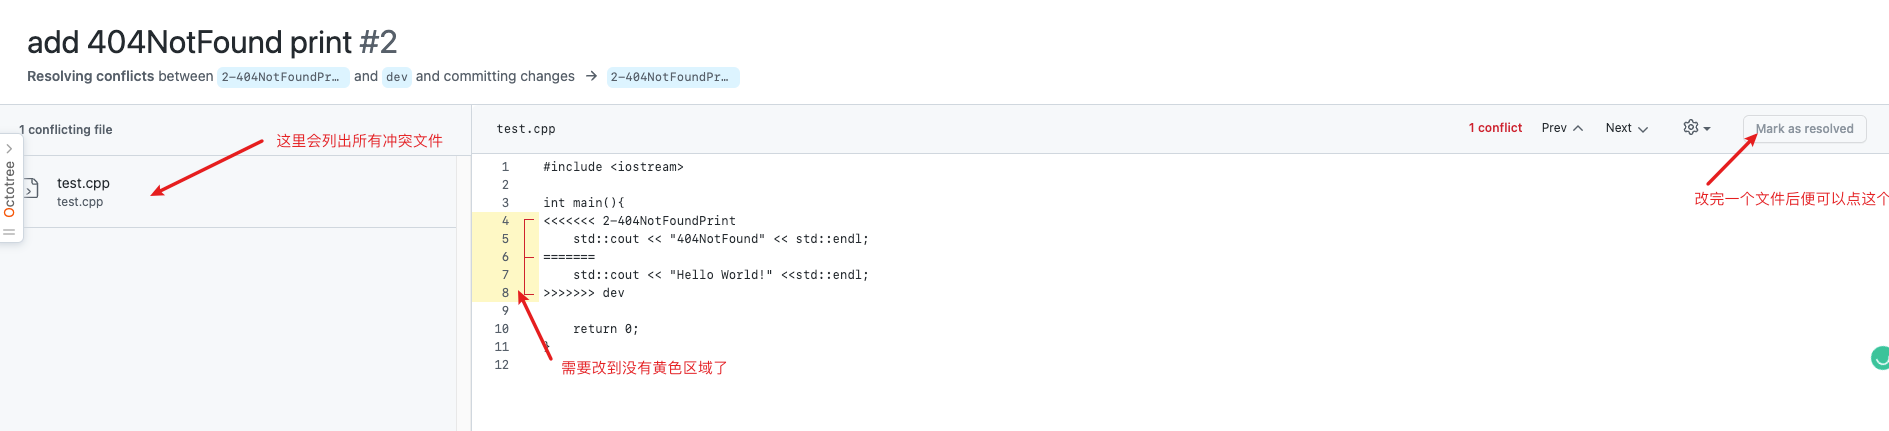 add 404NotFound print #2
Resolving conflicts between 2-404NotFoundPr… and dev and committing changes → 2-404NotFoundPr…
1 conflicting file
这里会列出所有冲突文件
test.cpp
test.cpp
Octotree
test.cpp
1 conflict Prev Next
Mark as resolved
改完一个文件后便可以点这个
1 #include <iostream>
2
3 int main(){
4 <<<<<<< 2-404NotFoundPrint
5     std::cout << "404NotFound" << std::endl;
6 =======
7     std::cout << "Hello World!" <<std::endl;
8 >>>>>>> dev
9
10     return 0;
11 }
12
需要改到没有黄色区域了